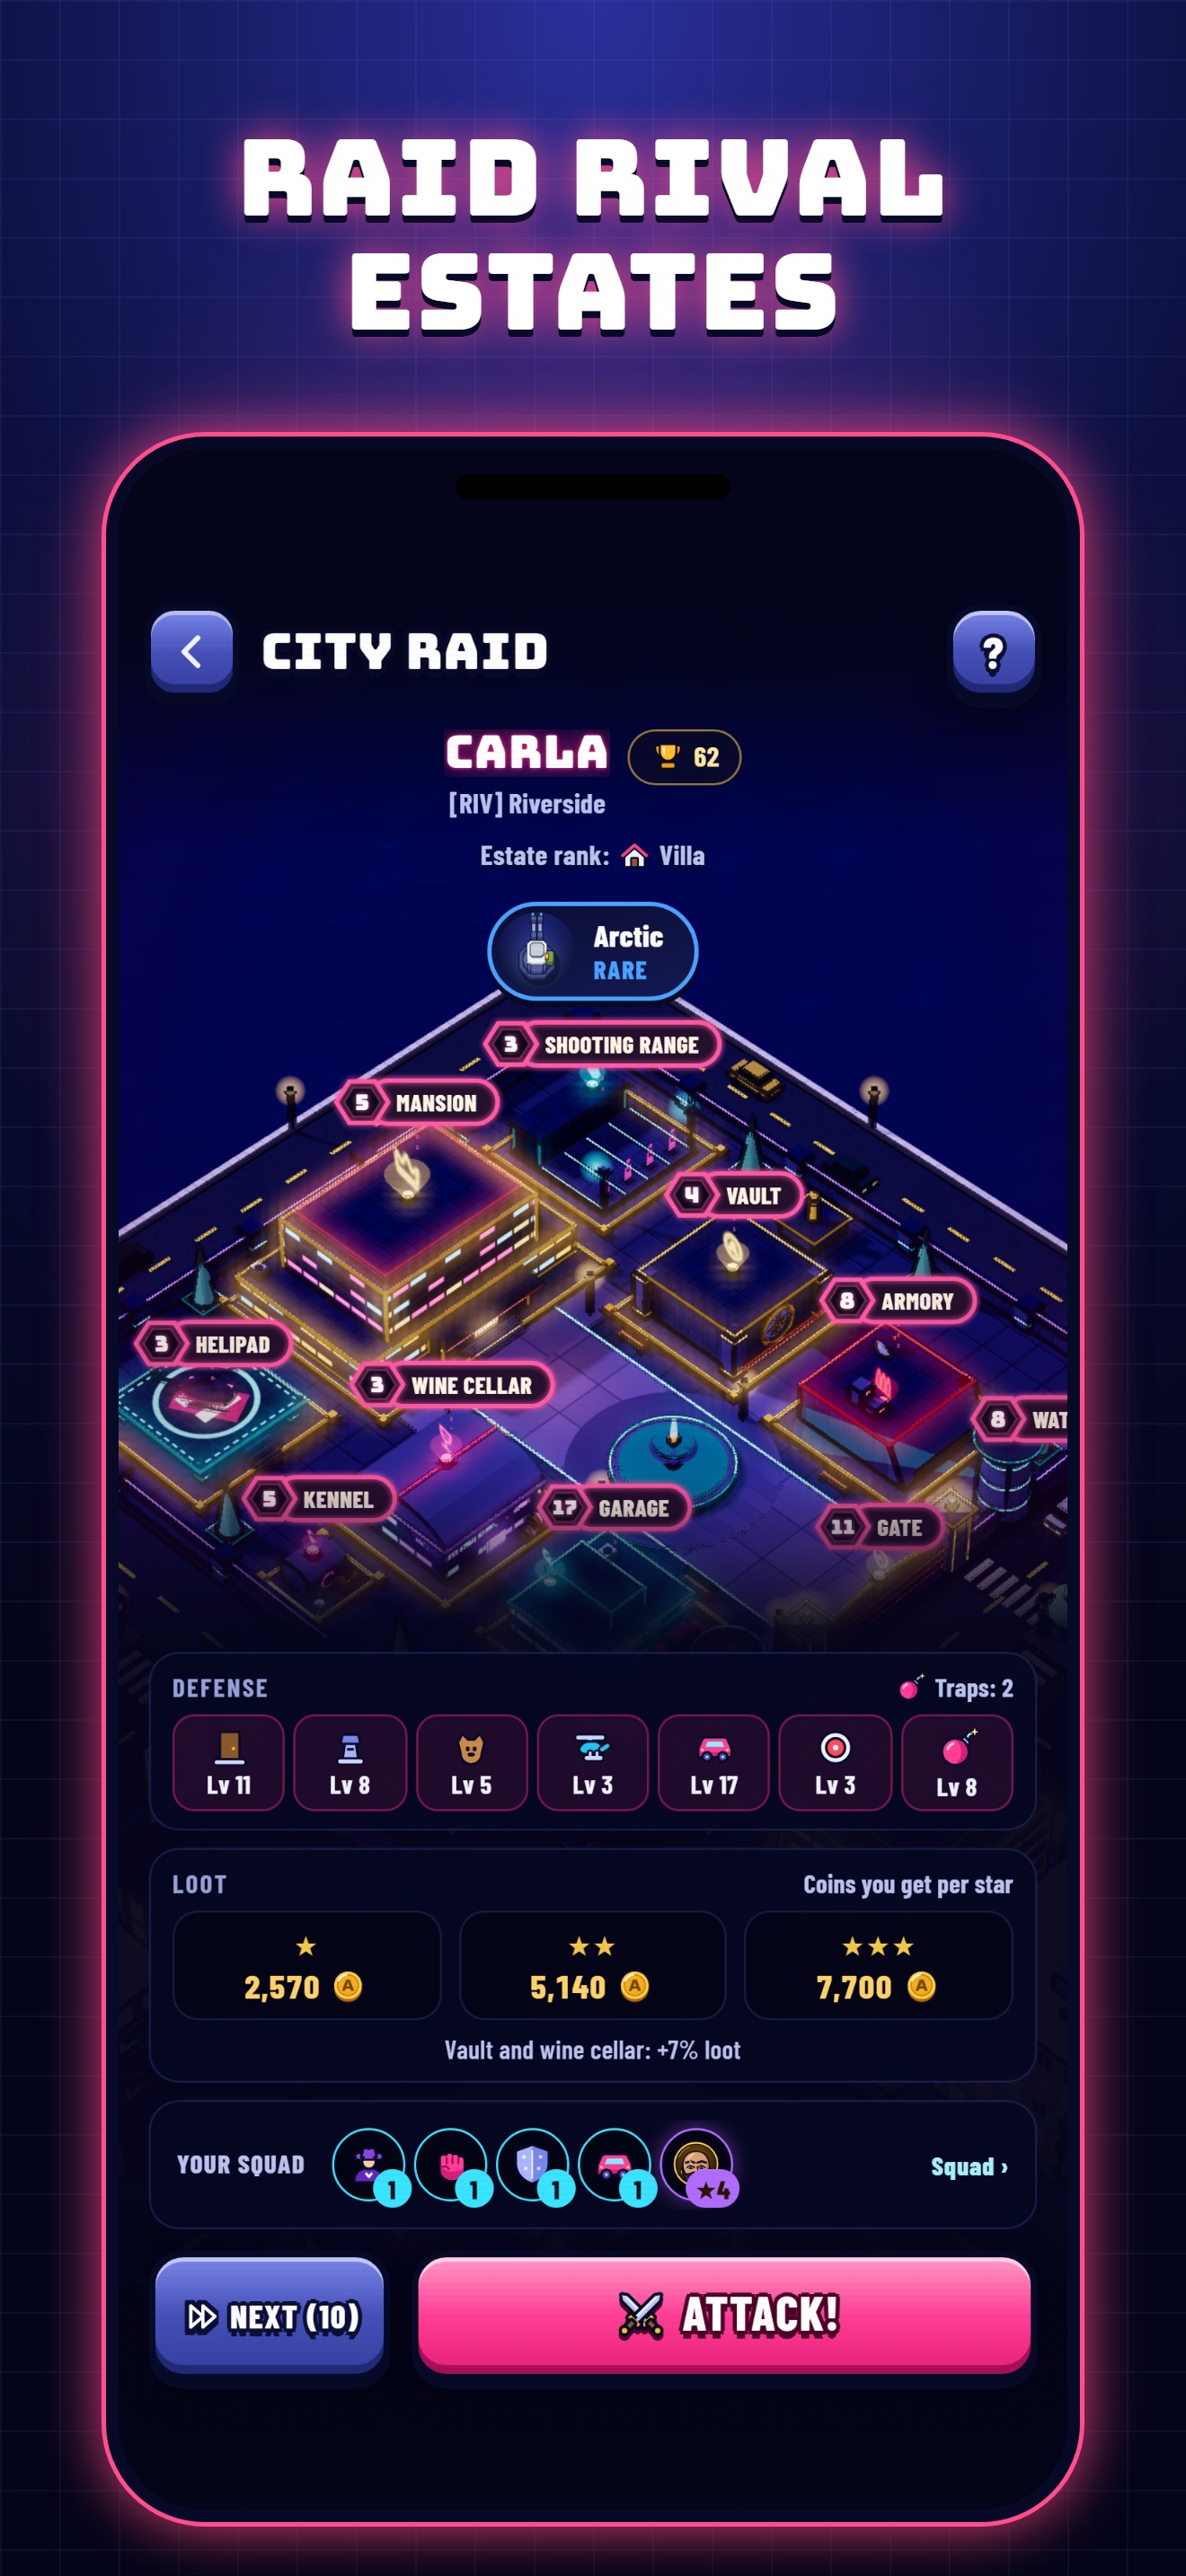 RAID RIVAL
ESTATES
CITY RAID
?
CARLA 62
[RIV] Riverside
Estate rank: Villa
Arctic
RARE
3 SHOOTING RANGE
5 MANSION
4 VAULT
8 ARMORY
3 HELIPAD
3 WINE CELLAR
8 WAT
5 KENNEL
17 GARAGE
11 GATE
DEFENSE
Traps: 2
Lv 11
Lv 8
Lv 5
Lv 3
Lv 17
Lv 3
Lv 8
LOOT
Coins you get per star
★
2,570 A
★★
5,140 A
★★★
7,700 A
Vault and wine cellar: +7% loot
YOUR SQUAD
1
1
1
1
★4
Squad ›
NEXT (10)
ATTACK!